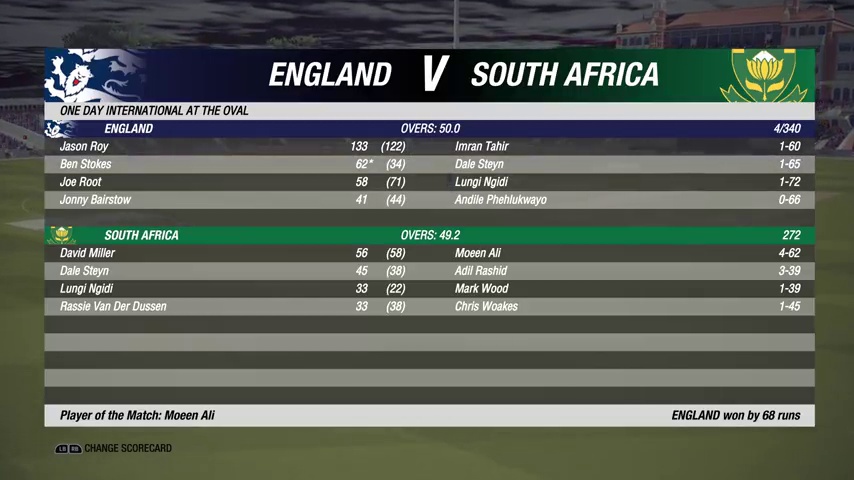 ENGLAND V SOUTH AFRICA
ONE DAY INTERNATIONAL AT THE OVAL
ENGLAND OVERS: 50.0 4/340
Jason Roy 133 (122) Imran Tahir 1-60
Ben Stokes 62* (34) Dale Steyn 1-65
Joe Root 58 (71) Lungi Ngidi 1-72
Jonny Bairstow 41 (44) Andile Phehlukwayo 0-66
SOUTH AFRICA OVERS: 49.2 272
David Miller 56 (58) Moeen Ali 4-62
Dale Steyn 45 (38) Adil Rashid 3-39
Lungi Ngidi 33 (22) Mark Wood 1-39
Rassie Van Der Dussen 33 (38) Chris Woakes 1-45
Player of the Match: Moeen Ali ENGLAND won by 68 runs
LB RB CHANGE SCORECARD